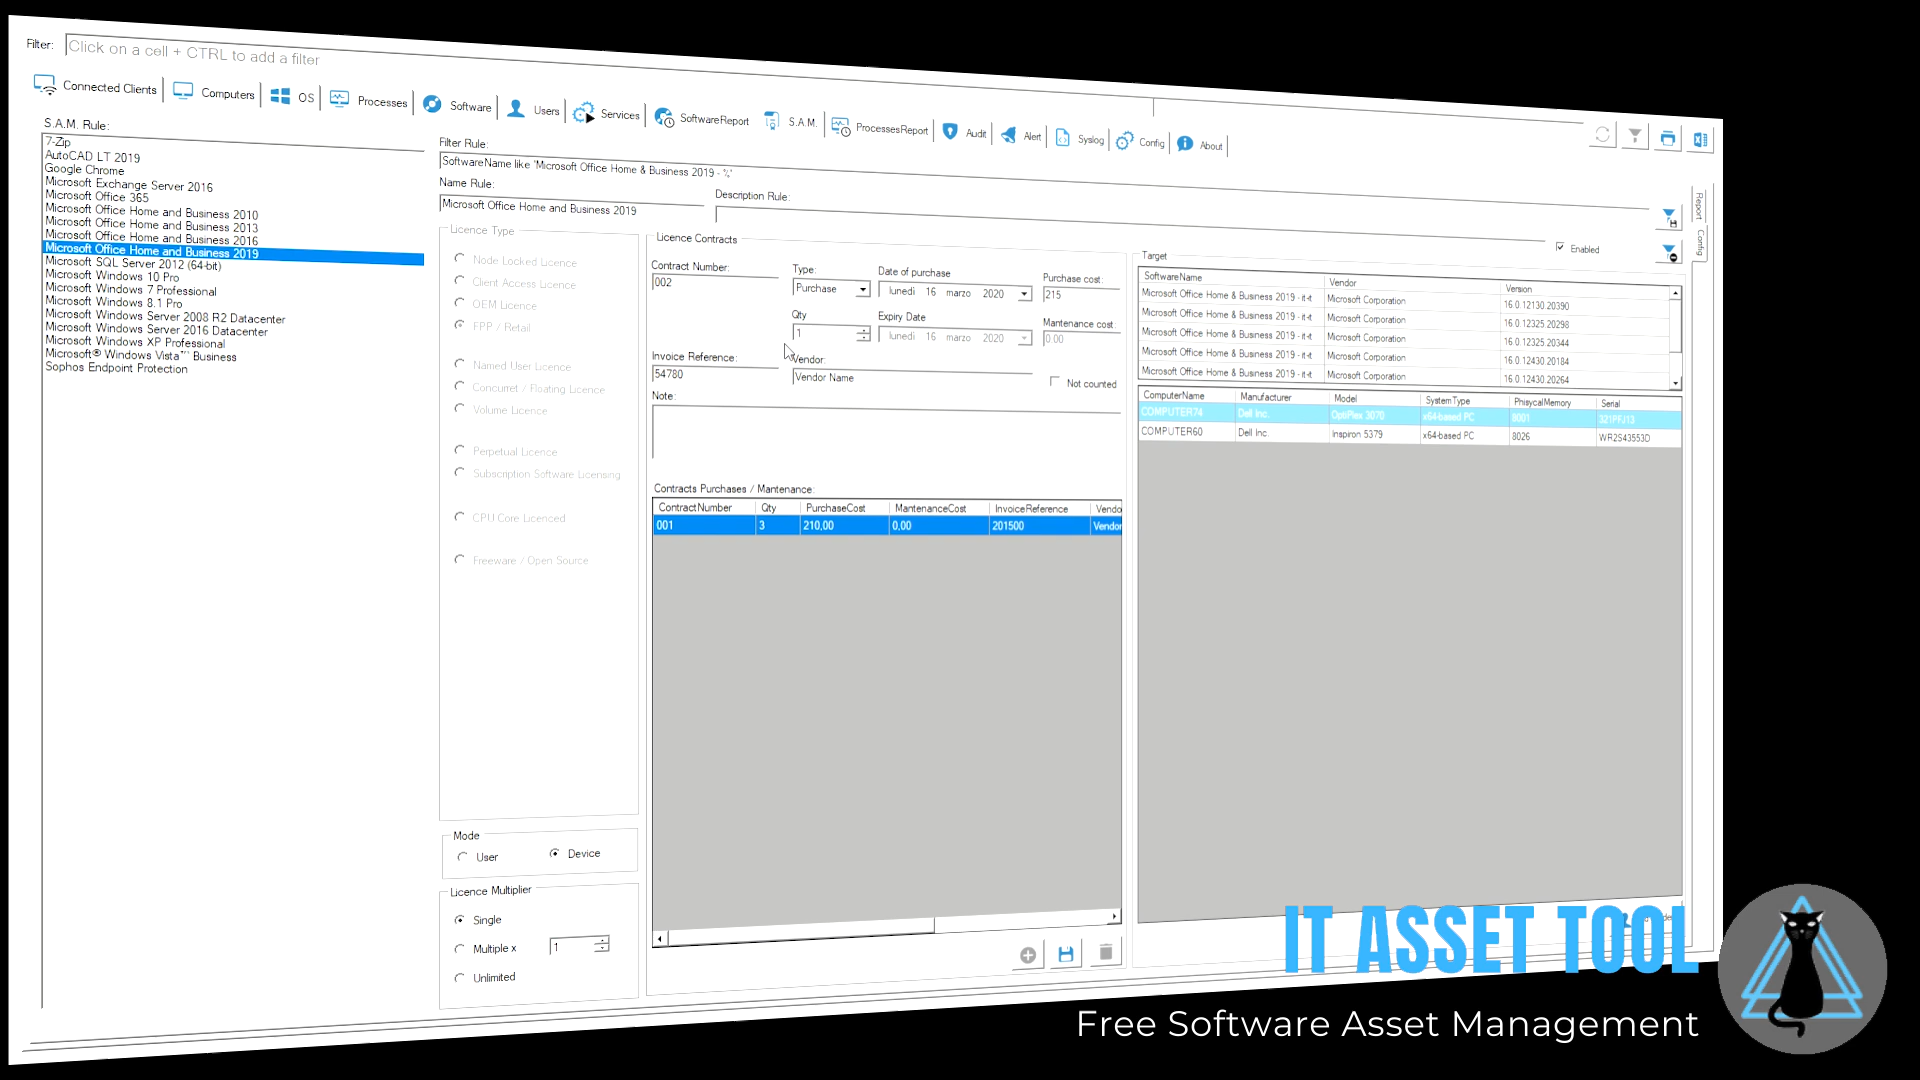 Filter: Click on a cell + CTRL to add a filter
Connected Clients Computers OS Processes Software Users Services SoftwareReport S.A.M. ProcessesReport Audit Alert Syslog Config About
S.A.M. Rule:
7-Zip
AutoCAD LT 2019
Google Chrome
Microsoft Exchange Server 2016
Microsoft Office 365
Microsoft Office Home and Business 2010
Microsoft Office Home and Business 2013
Microsoft Office Home and Business 2016
Microsoft Office Home and Business 2019
Microsoft SQL Server 2012 (64-bit)
Microsoft Windows 10 Pro
Microsoft Windows 7 Professional
Microsoft Windows 8.1 Pro
Microsoft Windows Server 2008 R2 Datacenter
Microsoft Windows Server 2016 Datacenter
Microsoft Windows XP Professional
Microsoft® Windows Vista™ Business
Sophos Endpoint Protection
Filter Rule:
SoftwareName like 'Microsoft Office Home & Business 2019 - %'
Name Rule:
Microsoft Office Home and Business 2019
Description Rule:
Enabled
Report
Config
Licence Type
Node Locked Licence
Client Access Licence
OEM Licence
FPP / Retail
Named User Licence
Concurret / Floating Licence
Volume Licence
Perpetual Licence
Subscription Software Licensing
CPU Core Licenced
Freeware / Open Source
Mode
User Device
Licence Multiplier
Single
Multiple x 1
Unlimited
Licence Contracts
Contract Number:
002
Type:
Purchase
Date of purchase
lunedì 16 marzo 2020
Purchase cost:
215
Qty
1
Expiry Date
lunedì 16 marzo 2020
Mantenance cost:
0.00
Invoice Reference:
54780
Vendor:
Vendor Name
Not counted
Note:
Contracts Purchases / Mantenance:
ContractNumber Qty PurchaseCost MantenanceCost InvoiceReference Vendo
001 3 210,00 0,00 201500 Vendor
Target
SoftwareName Vendor Version
Microsoft Office Home & Business 2019 - it-it Microsoft Corporation 16.0.12130.20390
Microsoft Office Home & Business 2019 - it-it Microsoft Corporation 16.0.12325.20298
Microsoft Office Home & Business 2019 - it-it Microsoft Corporation 16.0.12325.20344
Microsoft Office Home & Business 2019 - it-it Microsoft Corporation 16.0.12430.20184
Microsoft Office Home & Business 2019 - it-it Microsoft Corporation 16.0.12430.20264
ComputerName Manufacturer Model SystemType PhisycalMemory Serial
COMPUTER74 Dell Inc. OptiPlex 3070 x64-based PC 8001 321PFJ13
COMPUTER60 Dell Inc. Inspiron 5379 x64-based PC 8026 WR2S43553D
IT ASSET TOOL
Free Software Asset Management